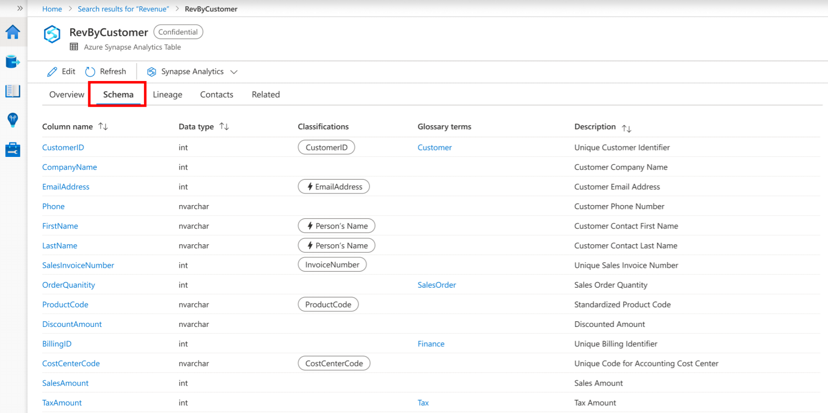 Home > Search results for "Revenue" > RevByCustomer
RevByCustomer Confidential
Azure Synapse Analytics Table
Edit Refresh Synapse Analytics
Overview Schema Lineage Contacts Related
Column name Data type Classifications Glossary terms Description
CustomerID int CustomerID Customer Unique Customer Identifier
CompanyName int Customer Company Name
EmailAddress int EmailAddress Customer Email Address
Phone nvarchar Customer Phone Number
FirstName nvarchar Person's Name Customer Contact First Name
LastName nvarchar Person's Name Customer Contact Last Name
SalesInvoiceNumber int InvoiceNumber Unique Sales Invoice Number
OrderQuanitity int SalesOrder Sales Order Quantity
ProductCode nvarchar ProductCode Standardized Product Code
DiscountAmount nvarchar Discounted Amount
BillingID int Finance Unique Billing Identifier
CostCenterCode nvarchar CostCenterCode Unique Code for Accounting Cost Center
SalesAmount int Sales Amount
TaxAmount int Tax Tax Amount